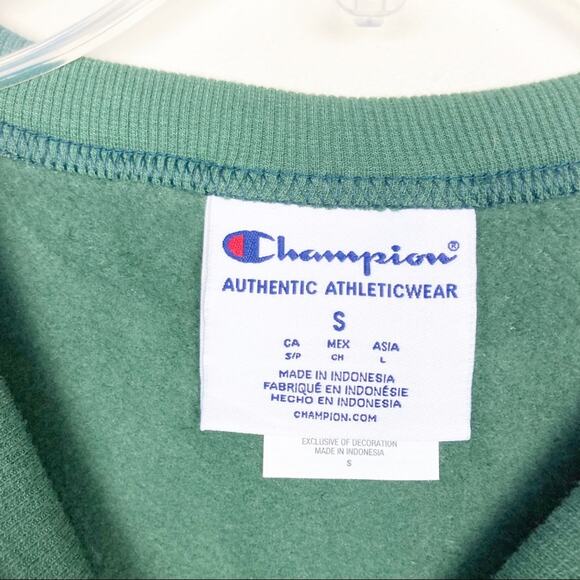 Champion®
AUTHENTIC ATHLETICWEAR
S
CA MEX ASIA
S/P CH L
MADE IN INDONESIA
FABRIQUÉ EN INDONÉSIE
HECHO EN INDONESIA
CHAMPION.COM
EXCLUSIVE OF DECORATION
MADE IN INDONESIA
S